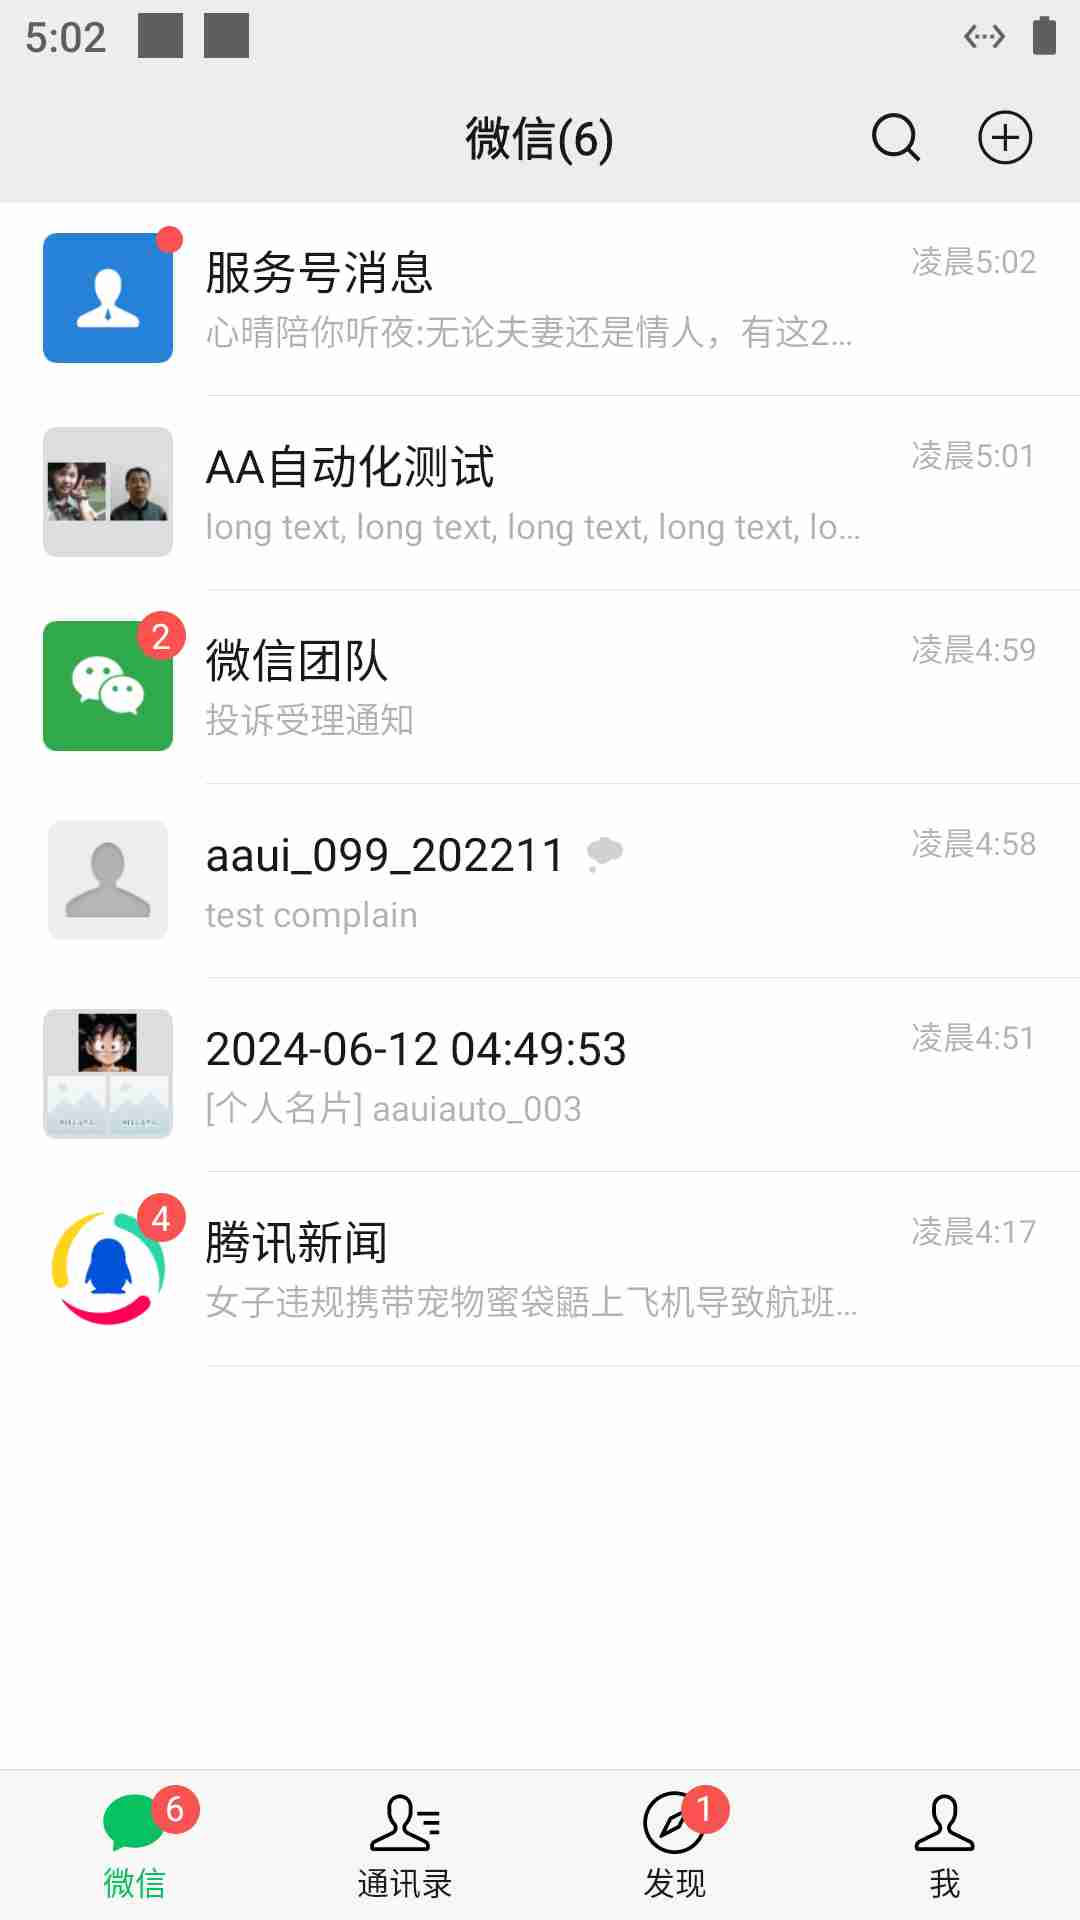 5:02
微信(6)
服务号消息
凌晨5:02
心晴陪你听夜:无论夫妻还是情人，有这2...
AA自动化测试
凌晨5:01
long text, long text, long text, long text, lo...
2
微信团队
凌晨4:59
投诉受理通知
aaui_099_202211
凌晨4:58
test complain
2024-06-12 04:49:53
凌晨4:51
[个人名片] aauiauto_003
4
腾讯新闻
凌晨4:17
女子违规携带宠物蜜袋鼯上飞机导致航班...
6
1
微信
通讯录
发现
我